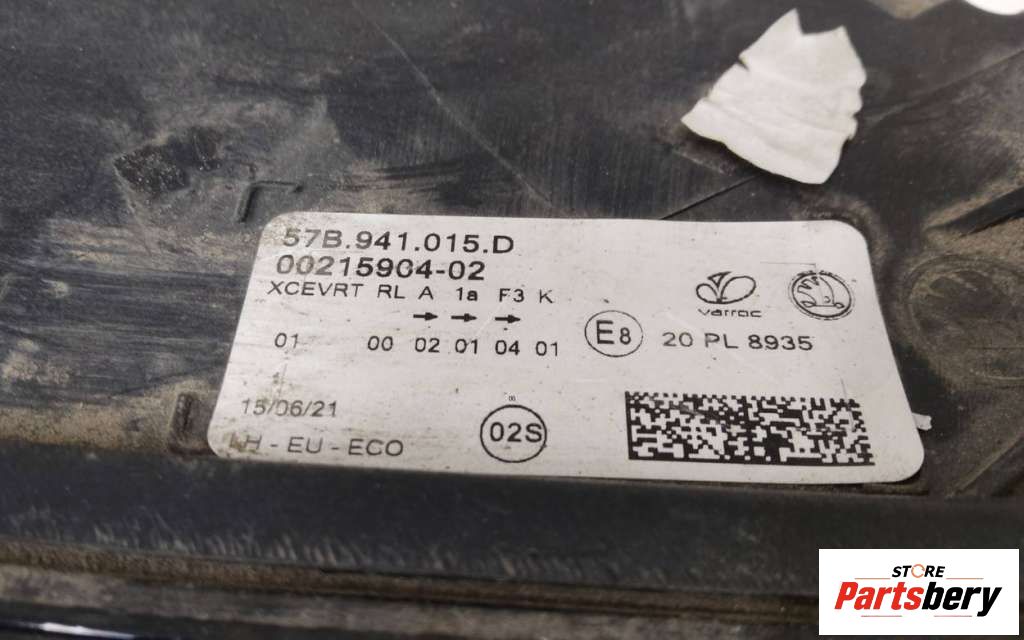 57B.941.015.D
00215904-02
XCEVRT RL A 1a F3 K
01 00 02 01 04 01
varroc
E8 20 PL 8935
15/06/21
LH - EU - ECO
02S
STORE
Partsbery